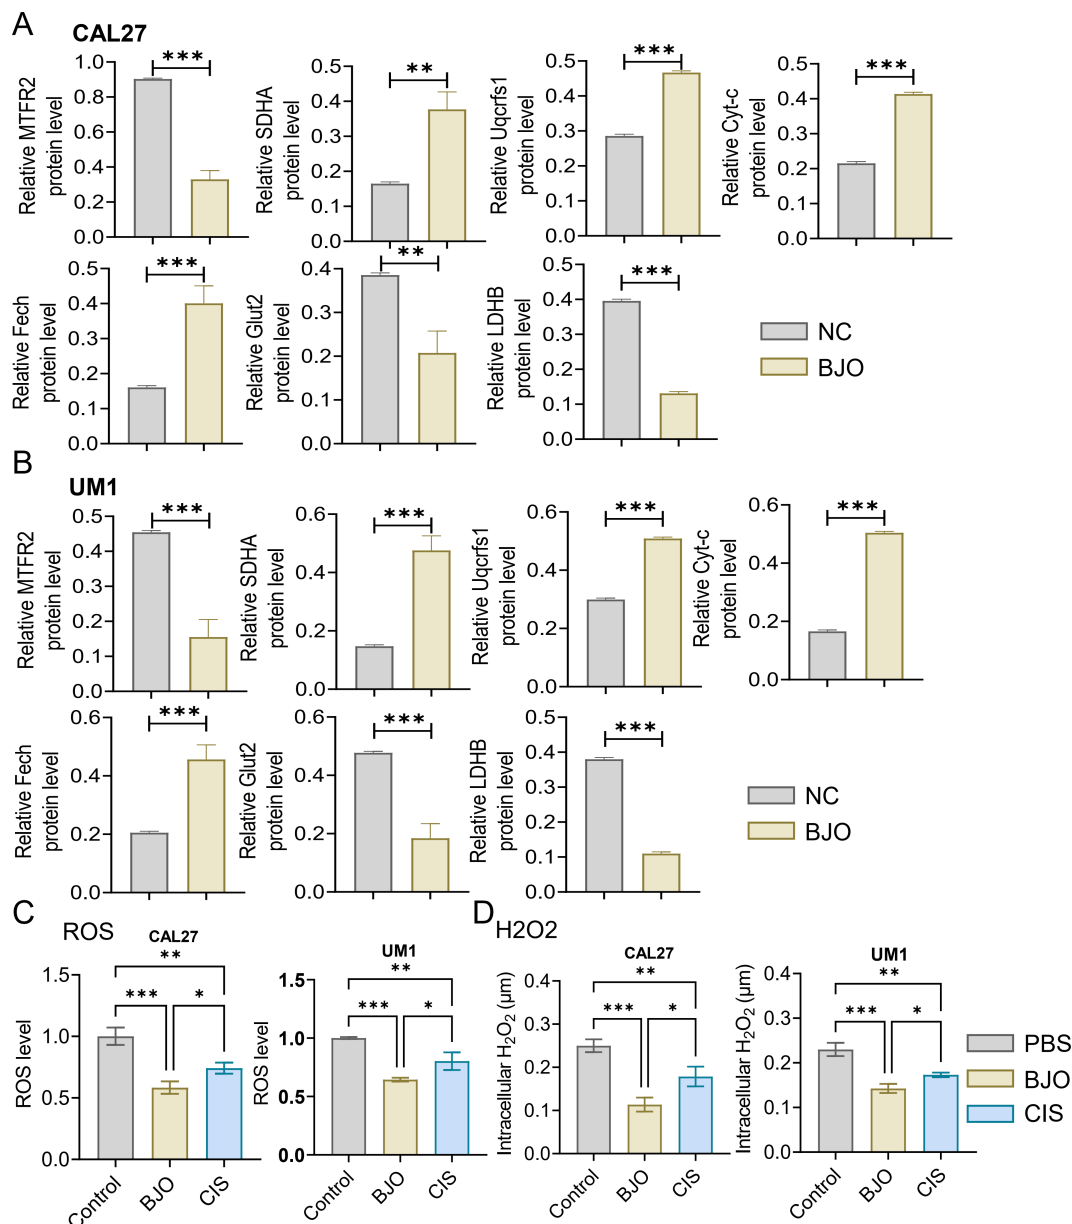 A
CAL27
Relative MTFR2
protein level
1.0
0.8
0.6
0.4
0.2
0.0
***
Relative SDHA
protein level
0.5
0.4
0.3
0.2
0.1
0.0
**
Relative Uqcrfs1
protein level
0.5
0.4
0.3
0.2
0.1
0.0
***
Relative Cyt-c
protein level
0.5
0.4
0.3
0.2
0.1
0.0
***
Relative Fech
protein level
0.5
0.4
0.3
0.2
0.1
0.0
***
Relative Glut2
protein level
0.4
0.3
0.2
0.1
0.0
**
Relative LDHB
protein level
0.5
0.4
0.3
0.2
0.1
0.0
***
NC
BJO
B
UM1
Relative MTFR2
protein level
0.5
0.4
0.3
0.2
0.1
0.0
***
Relative SDHA
protein level
0.6
0.4
0.2
0.0
***
Relative Uqcrfs1
protein level
0.6
0.4
0.2
0.0
***
Relative Cyt-c
protein level
0.6
0.4
0.2
0.0
***
Relative Fech
protein level
0.6
0.4
0.2
0.0
***
Relative Glut2
protein level
0.6
0.4
0.2
0.0
***
Relative LDHB
protein level
0.5
0.4
0.3
0.2
0.1
0.0
***
NC
BJO
C
ROS
CAL27
ROS level
1.5
1.0
0.5
0.0
**
***
*
Control
BJO
CIS
UM1
ROS level
1.5
1.0
0.5
0.0
**
***
*
Control
BJO
CIS
D
H2O2
CAL27
Intracellular H₂O₂ (μm)
0.4
0.3
0.2
0.1
0.0
**
***
*
Control
BJO
CIS
UM1
Intracellular H₂O₂ (μm)
0.4
0.3
0.2
0.1
0.0
**
***
*
Control
BJO
CIS
PBS
BJO
CIS